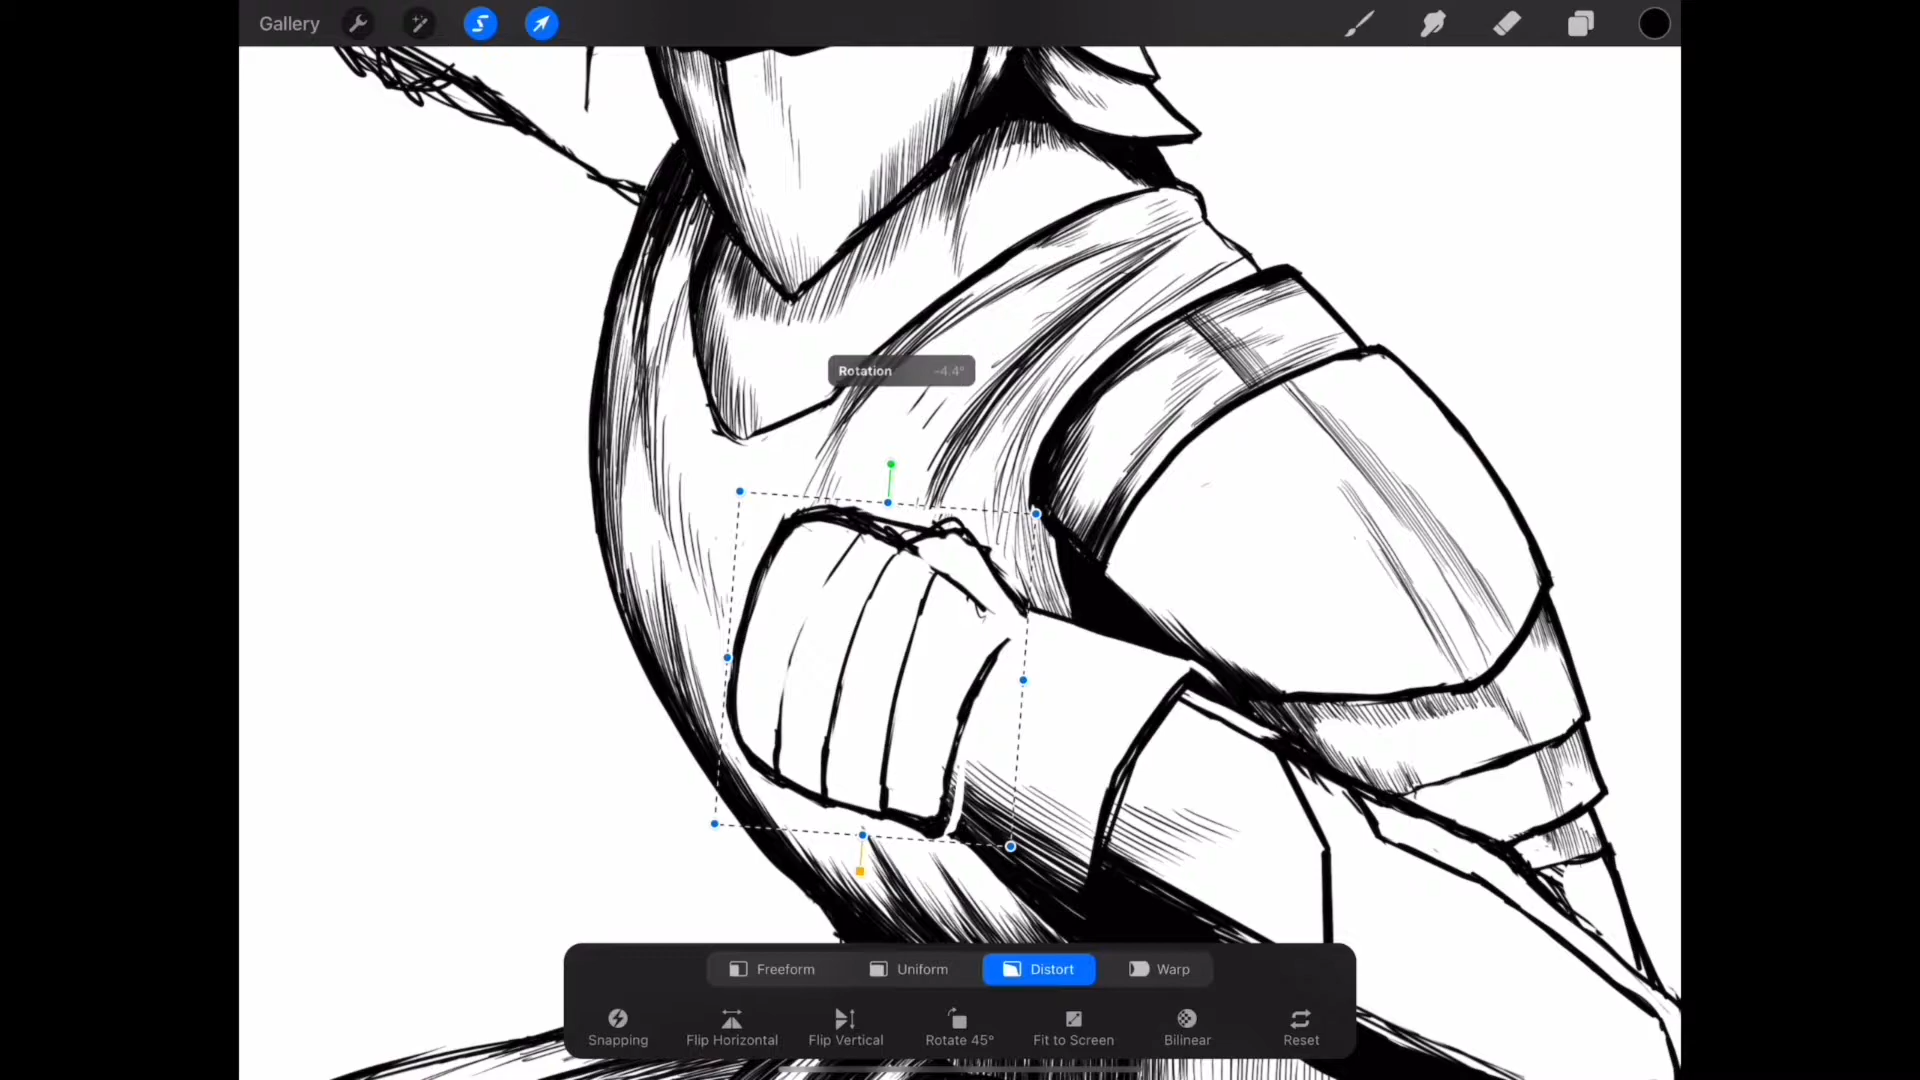 Gallery
Rotation -4.4°
Freeform Uniform Distort Warp
Snapping Flip Horizontal Flip Vertical Rotate 45° Fit to Screen Bilinear Reset